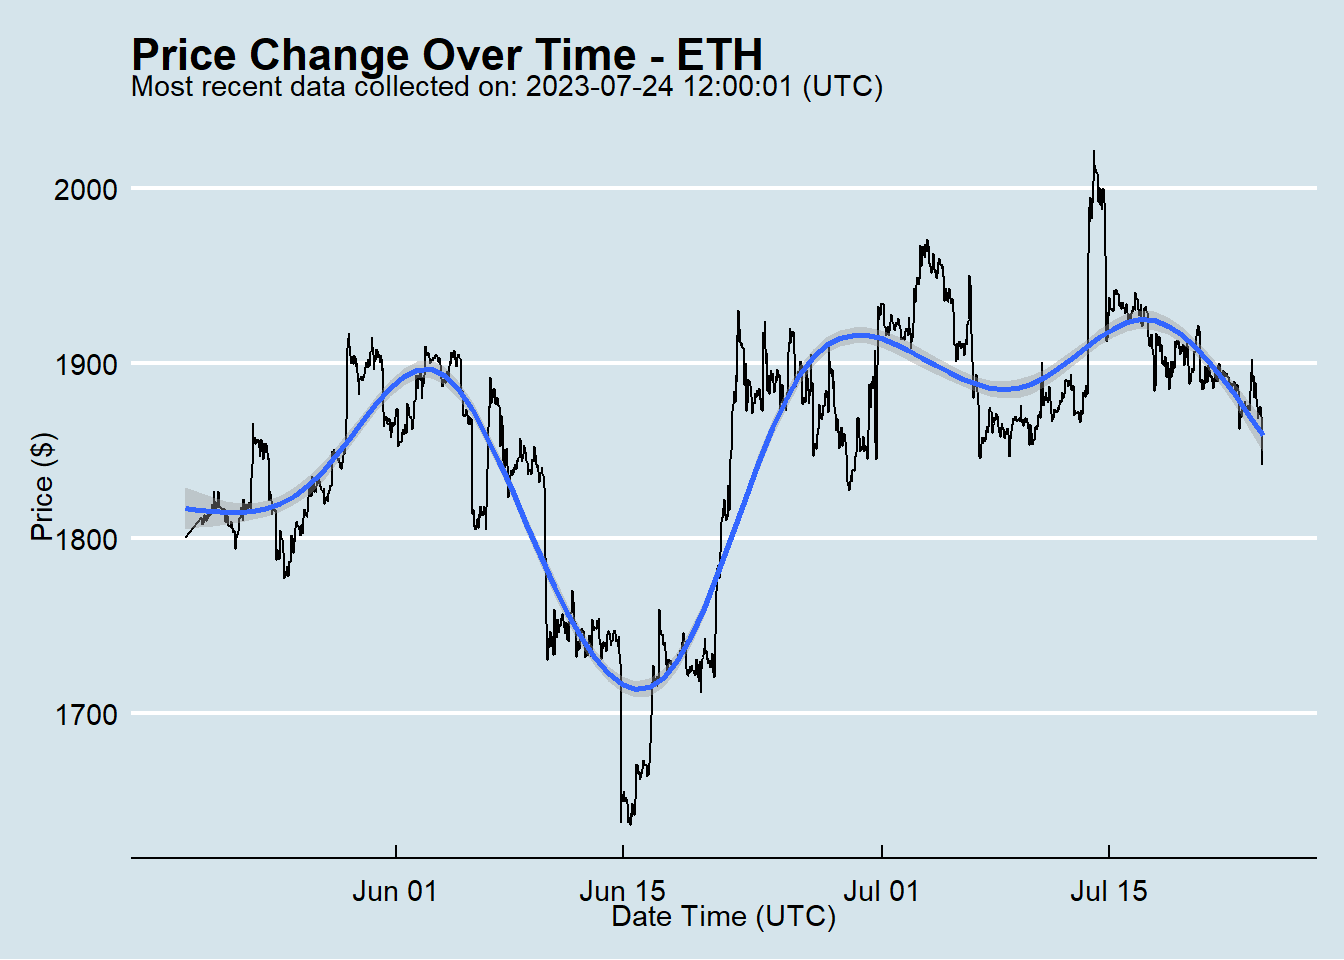 Price Change Over Time - ETH
Most recent data collected on: 2023-07-24 12:00:01 (UTC)
2000
1900
1800
1700
Price ($)
Jun 01
Jun 15
Jul 01
Jul 15
Date Time (UTC)